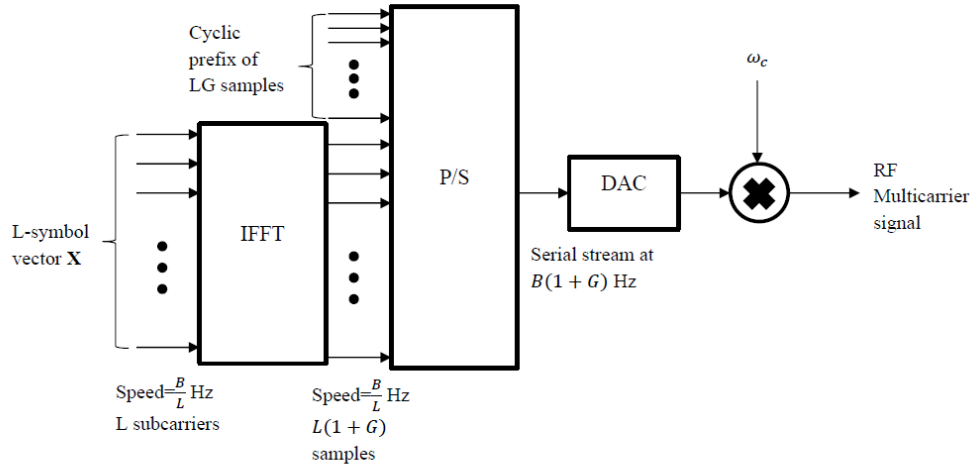 Cyclic
prefix of
LG samples
L-symbol
vector X
IFFT
P/S
DAC
ω_c
RF
Multicarrier
signal
Serial stream at
B(1 + G) Hz
Speed=B/L Hz
L subcarriers
Speed=B/L Hz
L(1 + G)
samples